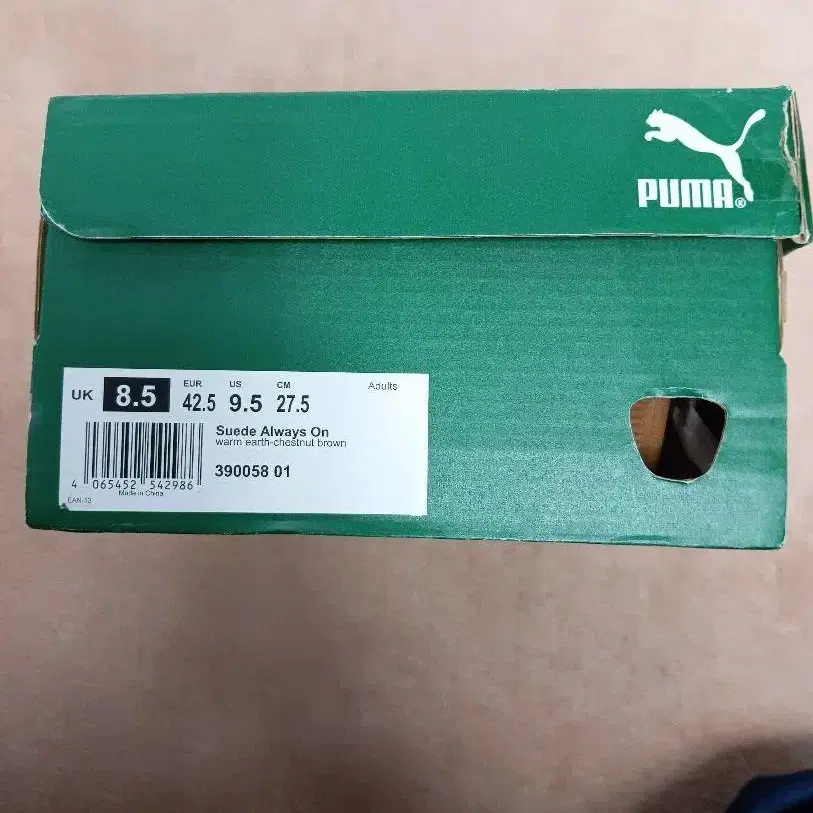 PUMA®
UK 8.5 EUR 42.5 US 9.5 CM 27.5 Adults
Suede Always On
warm earth-chestnut brown
390058 01
4 065452 542986
Made in China
EAN-13